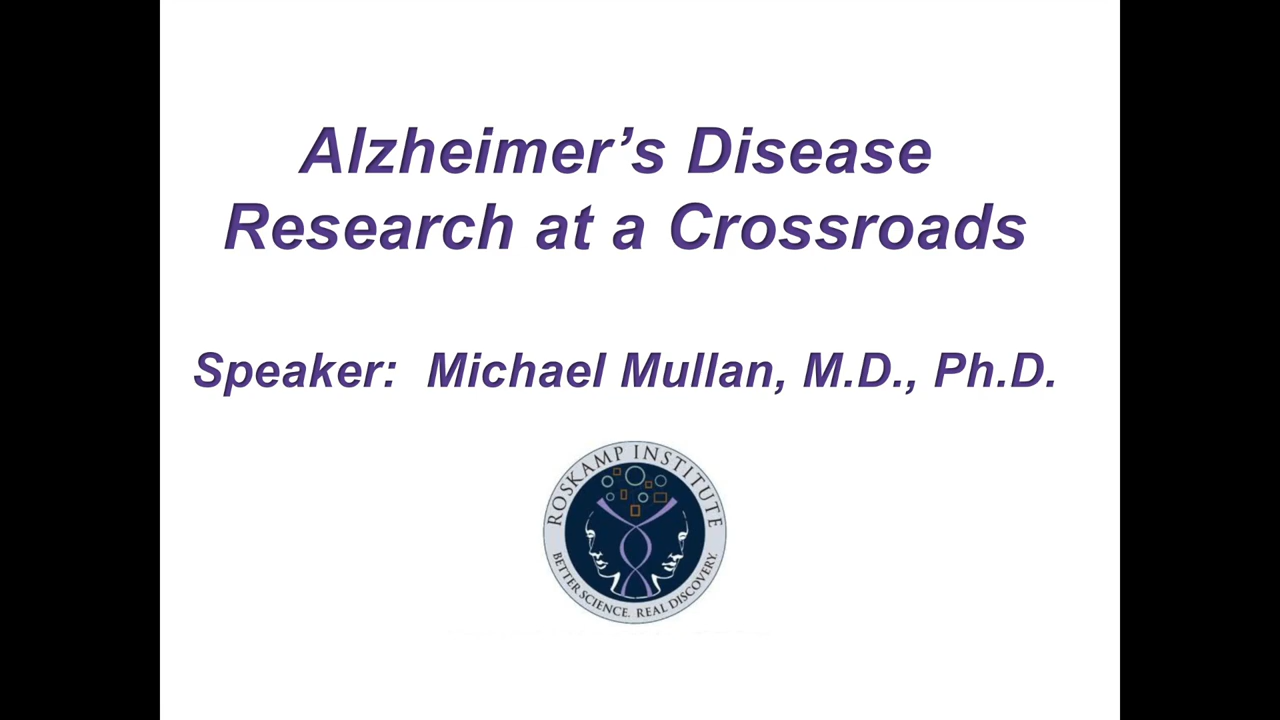 Alzheimer’s Disease
Research at a Crossroads
Speaker: Michael Mullan, M.D., Ph.D.
ROSKAMP INSTITUTE
BETTER SCIENCE. REAL DISCOVERY.